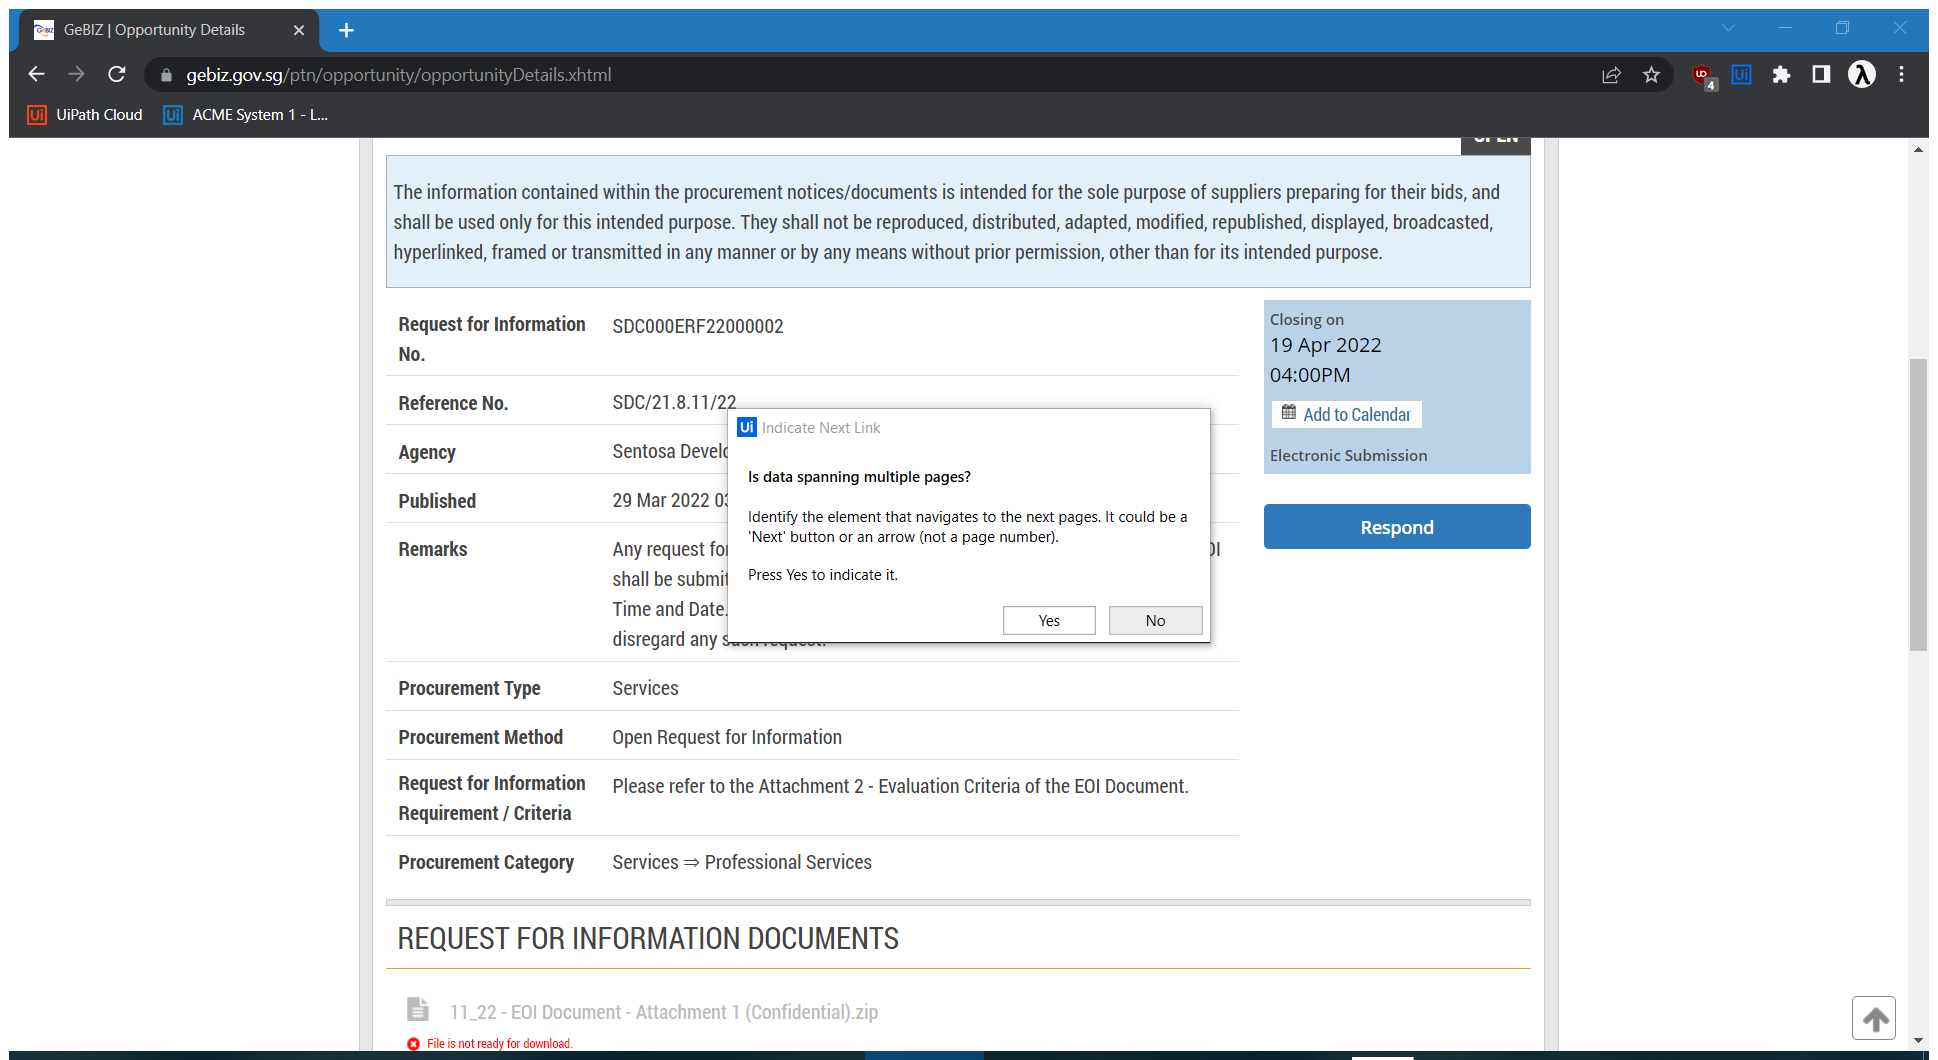 GeBIZ | Opportunity Details
gebiz.gov.sg/ptn/opportunity/opportunityDetails.xhtml
4
UiPath Cloud
ACME System 1 - L...
OPEN
The information contained within the procurement notices/documents is intended for the sole purpose of suppliers preparing for their bids, and
shall be used only for this intended purpose. They shall not be reproduced, distributed, adapted, modified, republished, displayed, broadcasted,
hyperlinked, framed or transmitted in any manner or by any means without prior permission, other than for its intended purpose.
Request for Information No.
SDC000ERF22000002
Reference No.
SDC/21.8.11/22
Agency
Sentosa Develo
Published
29 Mar 2022 03
Remarks
Any request fo
OI
shall be submit
Time and Date.
disregard any such request.
Procurement Type
Services
Procurement Method
Open Request for Information
Request for Information
Requirement / Criteria
Please refer to the Attachment 2 - Evaluation Criteria of the EOI Document.
Procurement Category
Services ⇒ Professional Services
Closing on
19 Apr 2022
04:00PM
Add to Calendar
Electronic Submission
Respond
Ui Indicate Next Link
Is data spanning multiple pages?
Identify the element that navigates to the next pages. It could be a
'Next' button or an arrow (not a page number).
Press Yes to indicate it.
Yes
No
REQUEST FOR INFORMATION DOCUMENTS
11_22 - EOI Document - Attachment 1 (Confidential).zip
File is not ready for download.